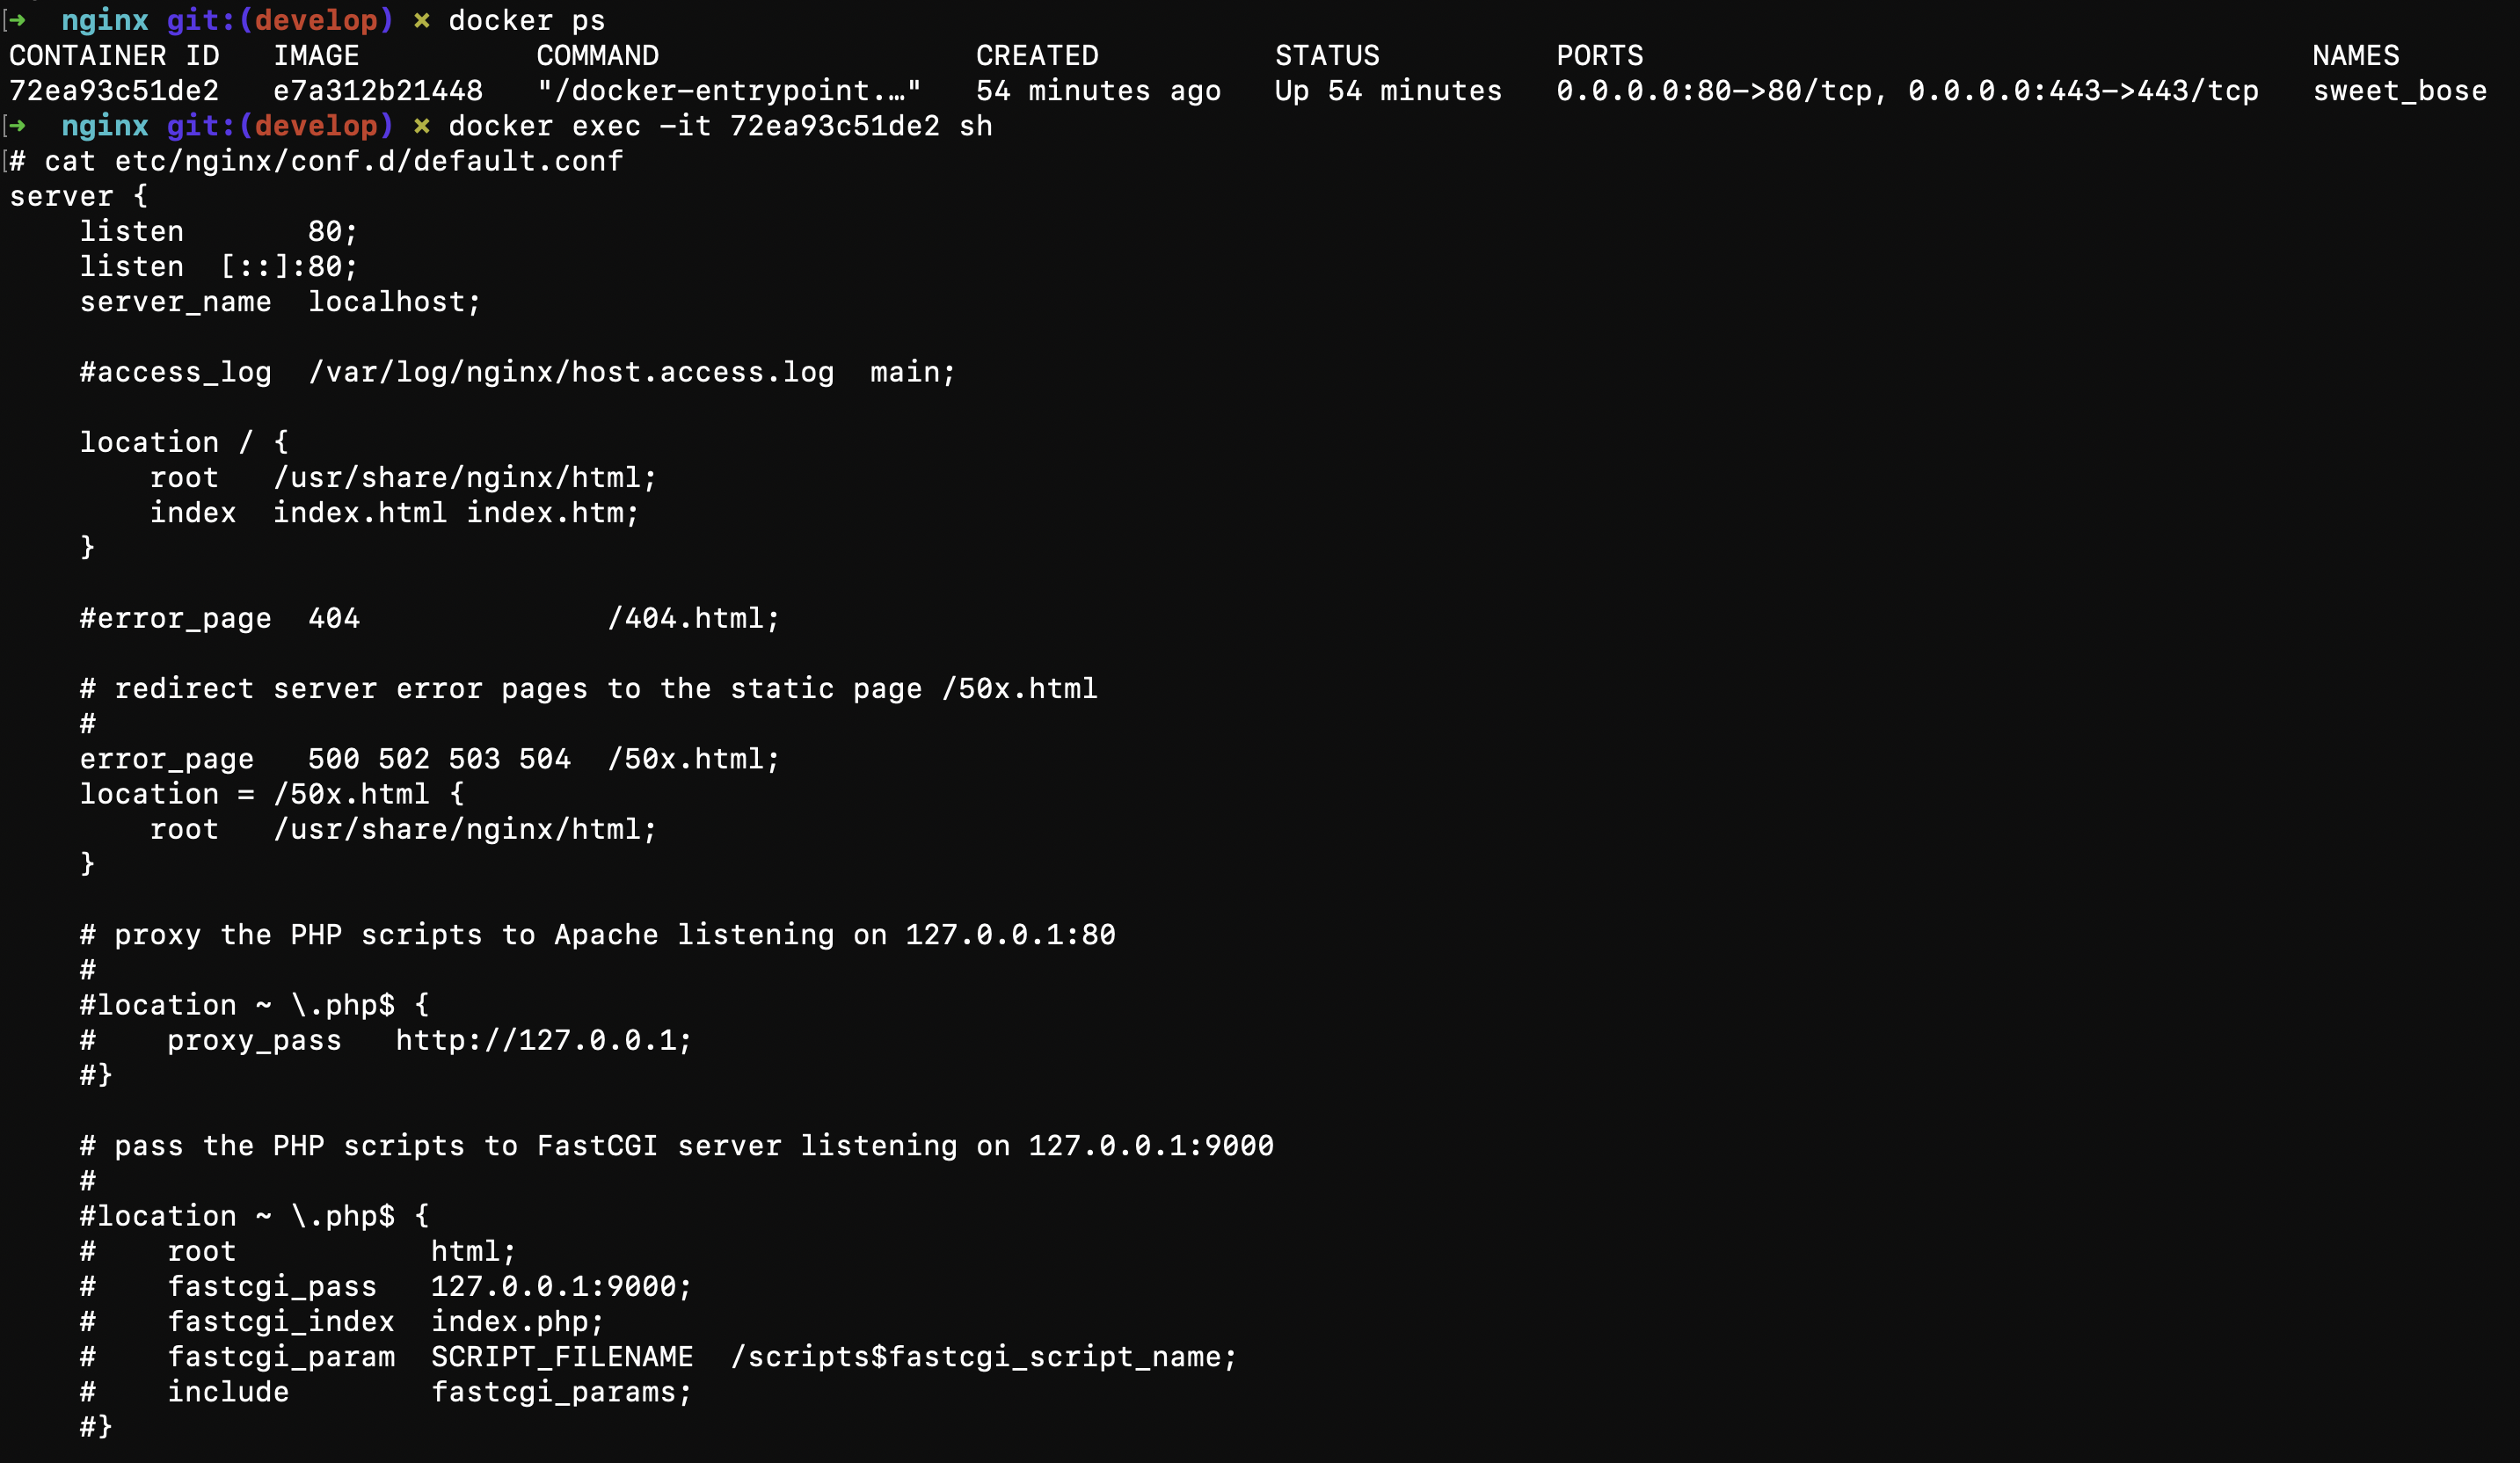 [➜  nginx git:(develop) ✗ docker ps
CONTAINER ID   IMAGE          COMMAND                  CREATED          STATUS          PORTS                                      NAMES
72ea93c51de2   e7a312b21448   "/docker-entrypoint.…"   54 minutes ago   Up 54 minutes   0.0.0.0:80->80/tcp, 0.0.0.0:443->443/tcp   sweet_bose
[➜  nginx git:(develop) ✗ docker exec -it 72ea93c51de2 sh
[# cat etc/nginx/conf.d/default.conf
server {
    listen       80;
    listen  [::]:80;
    server_name  localhost;

    #access_log  /var/log/nginx/host.access.log  main;

    location / {
        root   /usr/share/nginx/html;
        index  index.html index.htm;
    }

    #error_page  404              /404.html;

    # redirect server error pages to the static page /50x.html
    #
    error_page   500 502 503 504  /50x.html;
    location = /50x.html {
        root   /usr/share/nginx/html;
    }

    # proxy the PHP scripts to Apache listening on 127.0.0.1:80
    #
    #location ~ \.php$ {
    #    proxy_pass   http://127.0.0.1;
    #}

    # pass the PHP scripts to FastCGI server listening on 127.0.0.1:9000
    #
    #location ~ \.php$ {
    #    root           html;
    #    fastcgi_pass   127.0.0.1:9000;
    #    fastcgi_index  index.php;
    #    fastcgi_param  SCRIPT_FILENAME  /scripts$fastcgi_script_name;
    #    include        fastcgi_params;
    #}